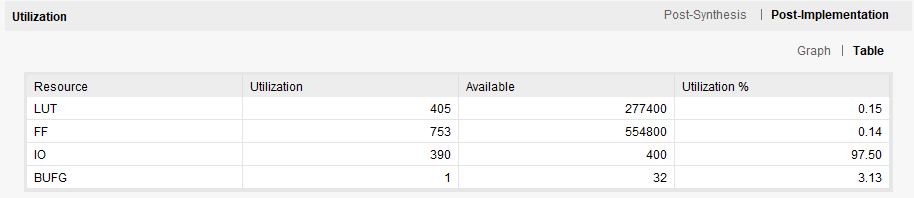 Utilization Post-Synthesis | Post-Implementation
Graph | Table
Resource Utilization Available Utilization %
LUT 405 277400 0.15
FF 753 554800 0.14
IO 390 400 97.50
BUFG 1 32 3.13